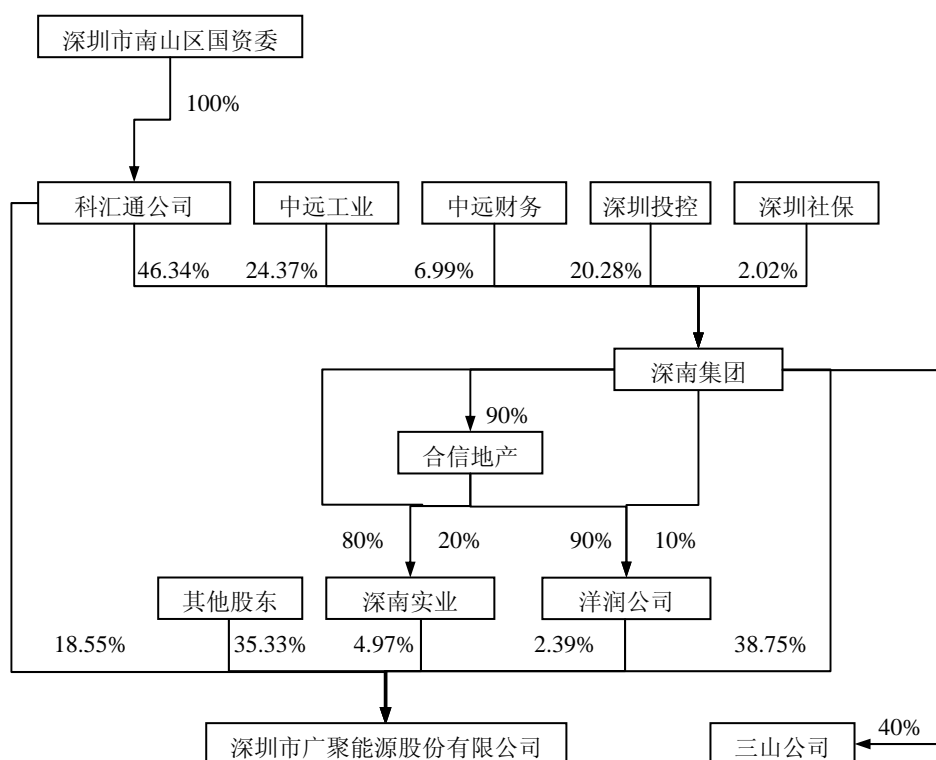 深圳市南山区国资委
100%
科汇通公司
中远工业
中远财务
深圳投控
深圳社保
46.34%
24.37%
6.99%
20.28%
2.02%
深南集团
90%
合信地产
80%
20%
90%
10%
其他股东
深南实业
洋润公司
18.55%
35.33%
4.97%
2.39%
38.75%
深圳市广聚能源股份有限公司
三山公司
40%